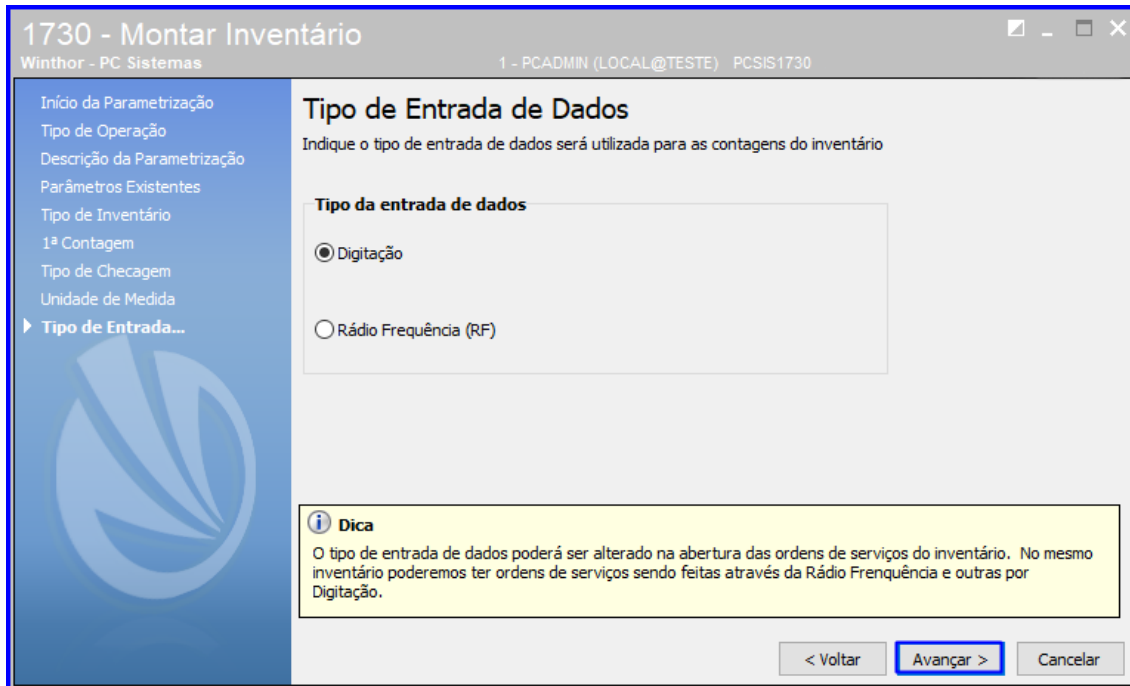 1730 - Montar Inventário
Winthor - PC Sistemas
1 - PCADMIN (LOCAL@TESTE) PCSIS1730
Início da Parametrização
Tipo de Operação
Descrição da Parametrização
Parâmetros Existentes
Tipo de Inventário
1ª Contagem
Tipo de Checagem
Unidade de Medida
Tipo de Entrada...
Tipo de Entrada de Dados
Indique o tipo de entrada de dados será utilizada para as contagens do inventário
Tipo da entrada de dados
Digitação
Rádio Frequência (RF)
Dica
O tipo de entrada de dados poderá ser alterado na abertura das ordens de serviços do inventário. No mesmo
inventário poderemos ter ordens de serviços sendo feitas através da Rádio Frenquência e outras por
Digitação.
< Voltar
Avançar >
Cancelar